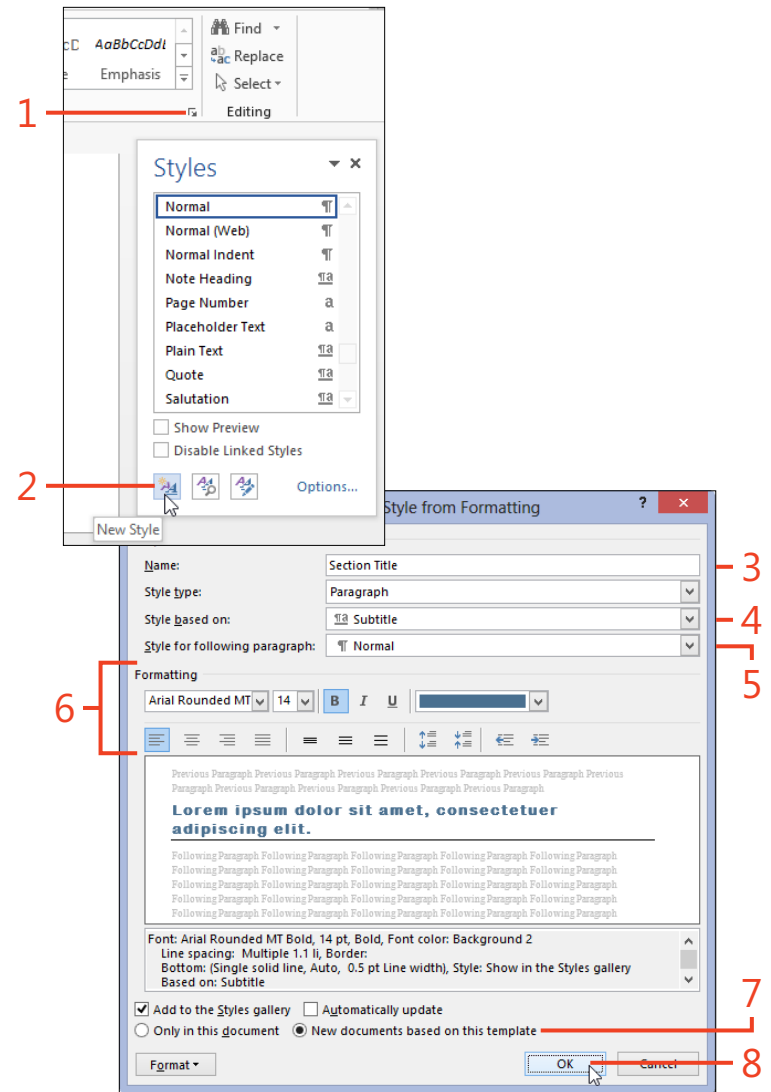 Find
cC AaBbCcDdI
Replace
e Emphasis
Select
1
Editing
Styles
Normal
Normal (Web)
Normal Indent
Note Heading
Page Number
Placeholder Text
Plain Text
Quote
Salutation
Show Preview
Disable Linked Styles
2
Options...
New Style
Style from Formatting
Name: Section Title
3
Style type: Paragraph
Style based on: Subtitle
4
Style for following paragraph: Normal
5
Formatting
6
Arial Rounded MT 14 B I U
Previous Paragraph Previous Paragraph Previous Paragraph Previous Paragraph Previous Paragraph Previous
Paragraph Previous Paragraph Previous Paragraph Previous Paragraph Previous Paragraph
Lorem ipsum dolor sit amet, consectetuer
adipiscing elit.
Following Paragraph Following Paragraph Following Paragraph Following Paragraph Following Paragraph
Following Paragraph Following Paragraph Following Paragraph Following Paragraph Following Paragraph
Following Paragraph Following Paragraph Following Paragraph Following Paragraph Following Paragraph
Following Paragraph Following Paragraph Following Paragraph Following Paragraph Following Paragraph
Following Paragraph Following Paragraph Following Paragraph Following Paragraph Following Paragraph
Font: Arial Rounded MT Bold, 14 pt, Bold, Font color: Background 2
Line spacing: Multiple 1.1 li, Border:
Bottom: (Single solid line, Auto, 0.5 pt Line width), Style: Show in the Styles gallery
Based on: Subtitle
7
Add to the Styles gallery Automatically update
Only in this document New documents based on this template
Format OK Cancel
8